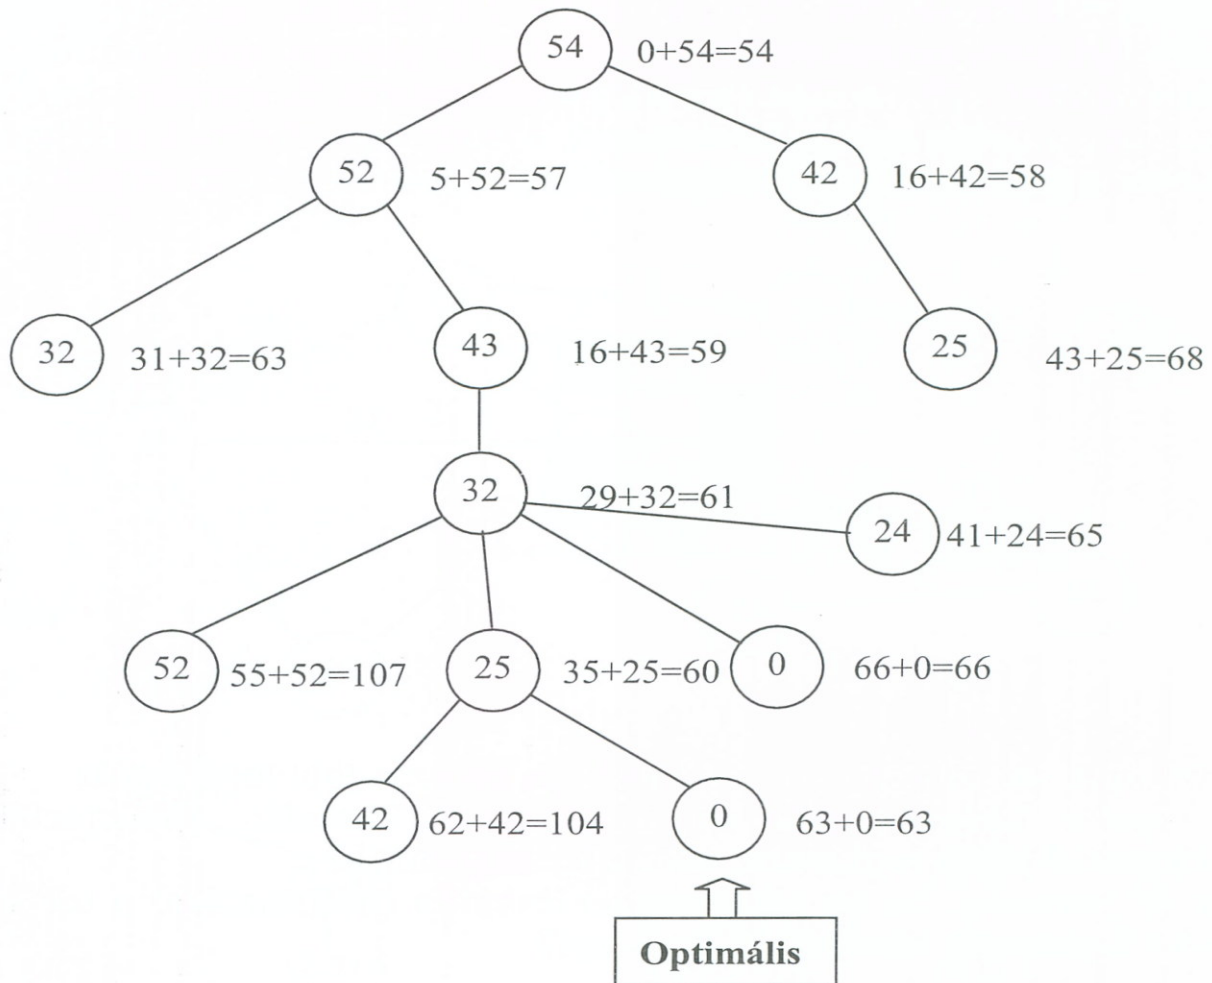 54 0+54=54
52 5+52=57 42 16+42=58
32 31+32=63 43 16+43=59 25 43+25=68
32 29+32=61 24 41+24=65
52 55+52=107 25 35+25=60 0 66+0=66
42 62+42=104 0 63+0=63
Optimális